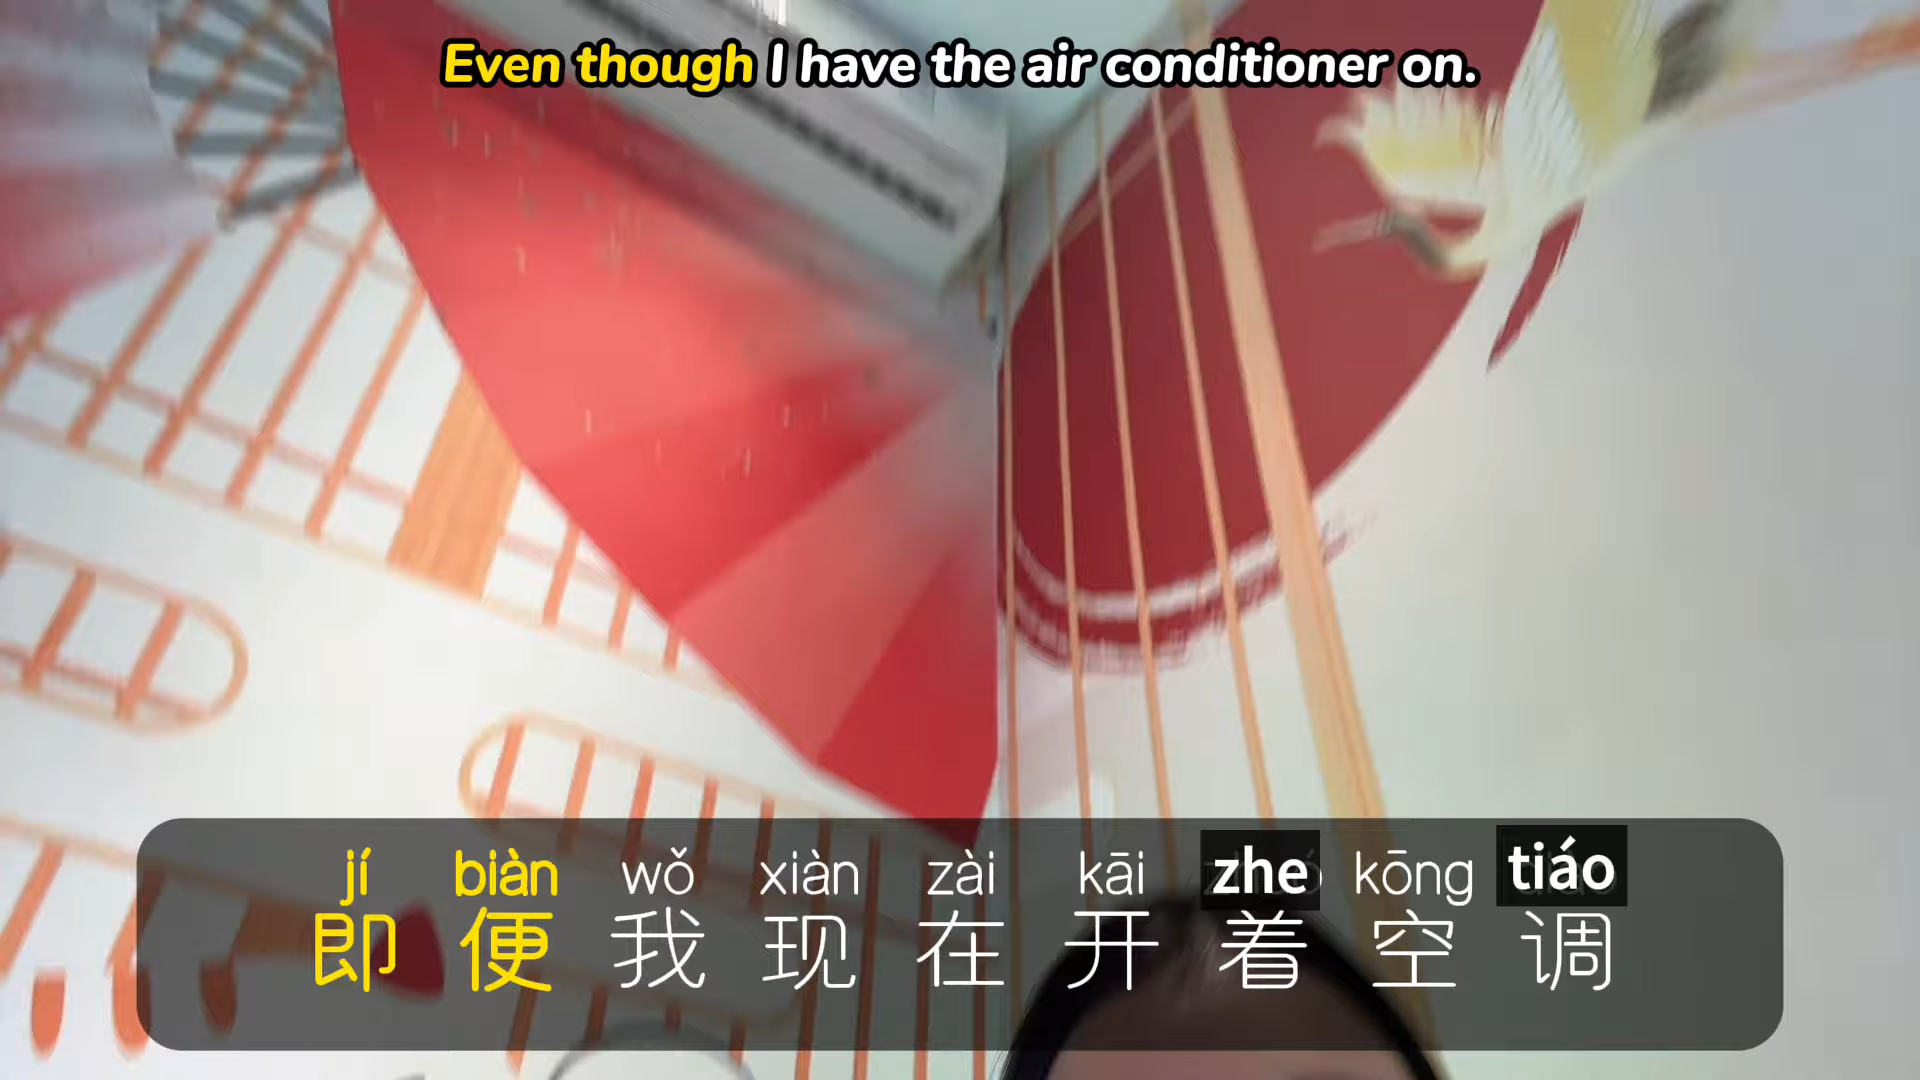 Even though I have the air conditioner on.
jí biàn wǒ xiàn zài kāi zhe kōng tiáo
即便我现在开着空调